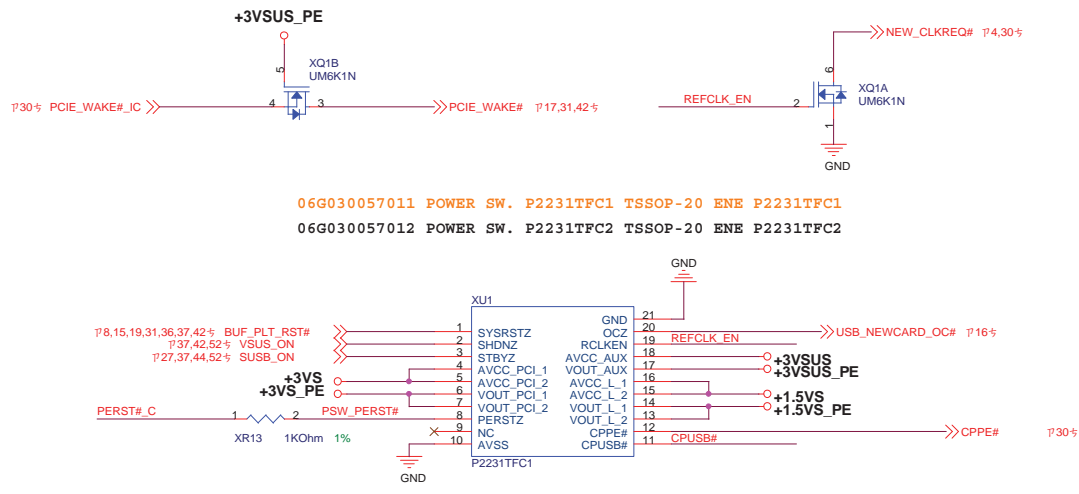 +3VSUS_PE
5
XQ1B
UM6K1N
4
3
PCIE_WAKE#_IC
PCIE_WAKE# 17,31,42
NEW_CLKREQ# 4,30
6
XQ1A
UM6K1N
REFCLK_EN
2
1
GND
06G030057011 POWER SW. P2231TFC1 TSSOP-20 ENE P2231TFC1
06G030057012 POWER SW. P2231TFC2 TSSOP-20 ENE P2231TFC2
GND
XU1
8,15,19,31,36,37,42 BUF_PLT_RST#
37,42,52 VSUS_ON
27,37,44,52 SUSB_ON
+3VS
+3VS_PE
PERST#_C
1
2
PSW_PERST#
XR13
1KOhm
1%
GND
1 SYSRSTZ
2 SHDNZ
3 STBYZ
4 AVCC_PCI_1
5 AVCC_PCI_2
6 VOUT_PCI_1
7 VOUT_PCI_2
8 PERSTZ
9 NC
10 AVSS
GND 21
OCZ 20
RCLKEN 19
AVCC_AUX 18
VOUT_AUX 17
AVCC_L_1 16
AVCC_L_2 15
VOUT_L_1 14
VOUT_L_2 13
CPPE# 12
CPUSB# 11
P2231TFC1
USB_NEWCARD_OC# 16
REFCLK_EN
+3VSUS
+3VSUS_PE
+1.5VS
+1.5VS_PE
CPPE# 30
CPUSB#